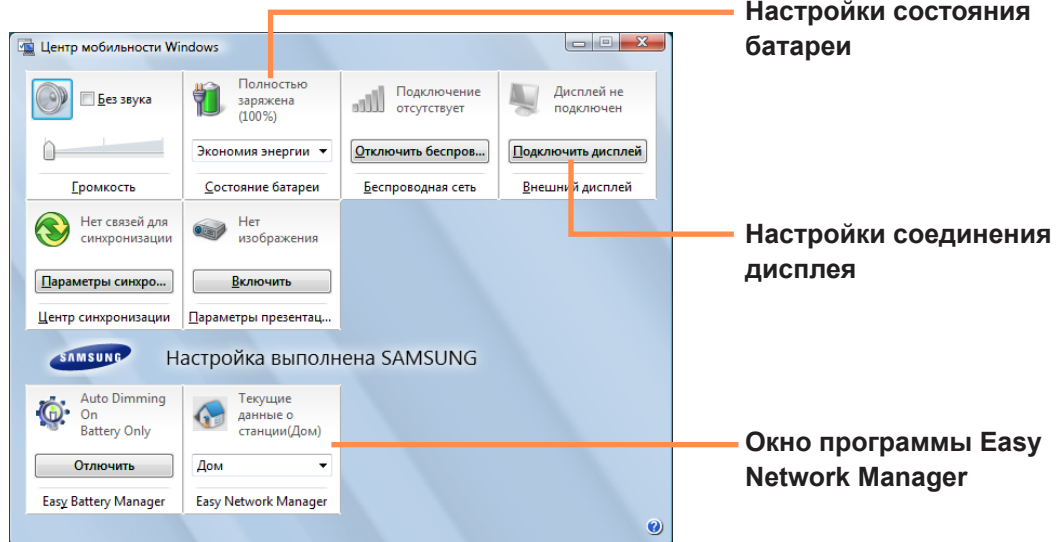 Настройки состояния
батареи
Центр мобильности Windows
Без звука
Громкость
Полностью
заряжена
(100%)
Экономия энергии
Состояние батареи
Подключение
отсутствует
Отключить беспров...
Беспроводная сеть
Дисплей не
подключен
Подключить дисплей
Внешний дисплей
Нет связей для
синхронизации
Параметры синхро...
Центр синхронизации
Нет
изображения
Включить
Параметры презентац...
Настройки соединения
дисплея
SAMSUNG
Настройка выполнена SAMSUNG
Auto Dimming
On
Battery Only
Отлючить
Easy Battery Manager
Текущие
данные о
станции(Дом)
Дом
Easy Network Manager
Окно программы Easy
Network Manager